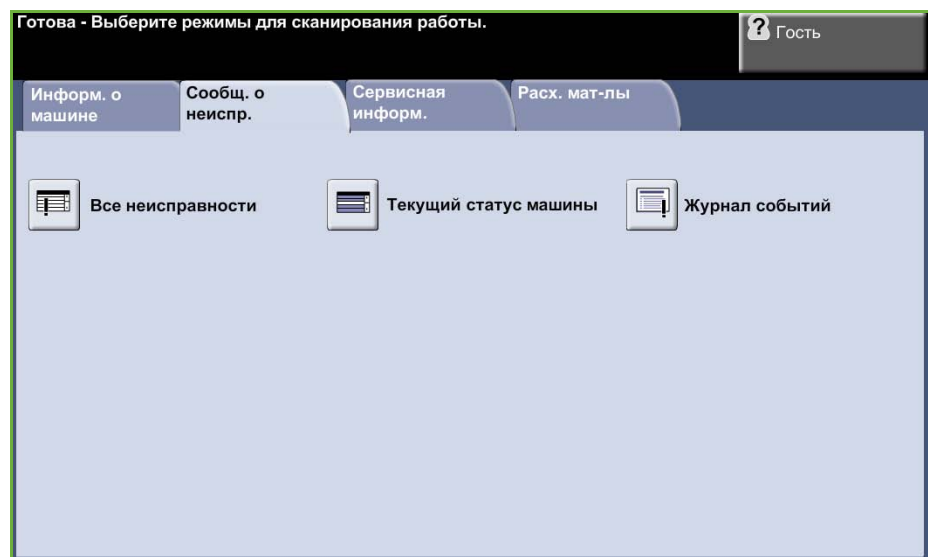 Готова - Выберите режимы для сканирования работы.
Гость
Информ. о
машине
Сообщ. о
неиспр.
Сервисная
информ.
Расх. мат-лы
Все неисправности
Текущий статус машины
Журнал событий